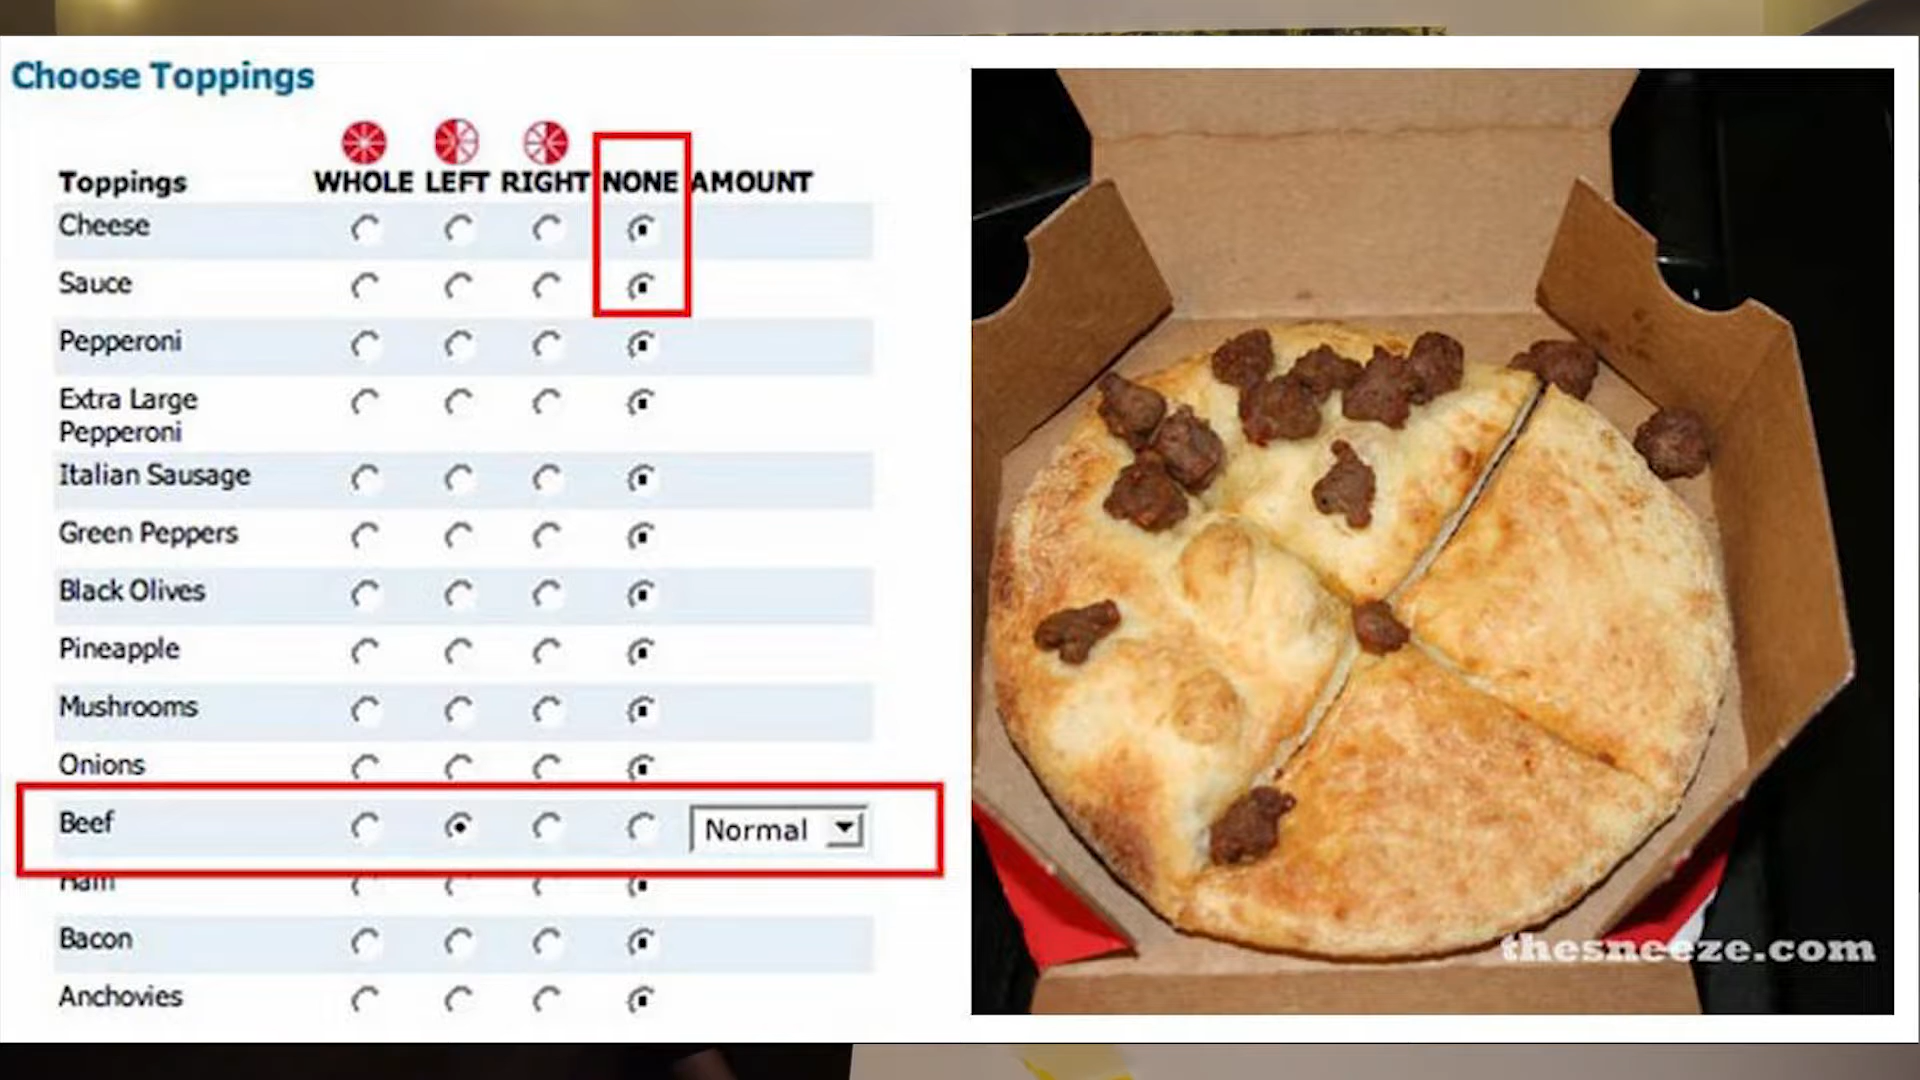 Choose Toppings
Toppings WHOLE LEFT RIGHT NONE AMOUNT
Cheese
Sauce
Pepperoni
Extra Large
Pepperoni
Italian Sausage
Green Peppers
Black Olives
Pineapple
Mushrooms
Onions
Beef Normal
Ham
Bacon
Anchovies
thesneeze.com